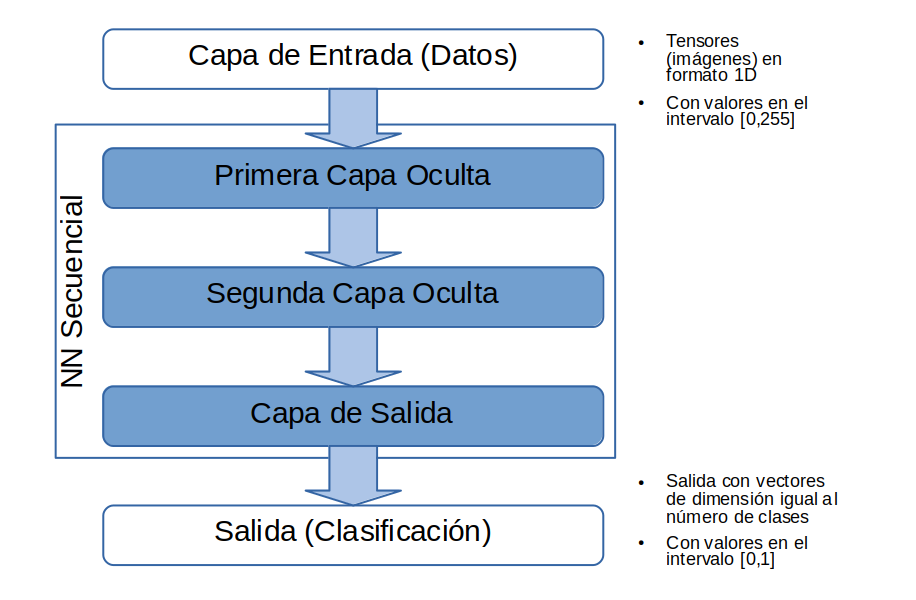 Capa de Entrada (Datos)
• Tensores
(imágenes) en
formato 1D
• Con valores en el
intervalo [0,255]
NN Secuencial
Primera Capa Oculta
Segunda Capa Oculta
Capa de Salida
Salida (Clasificación)
• Salida con vectores
de dimensión igual al
número de clases
• Con valores en el
intervalo [0,1]